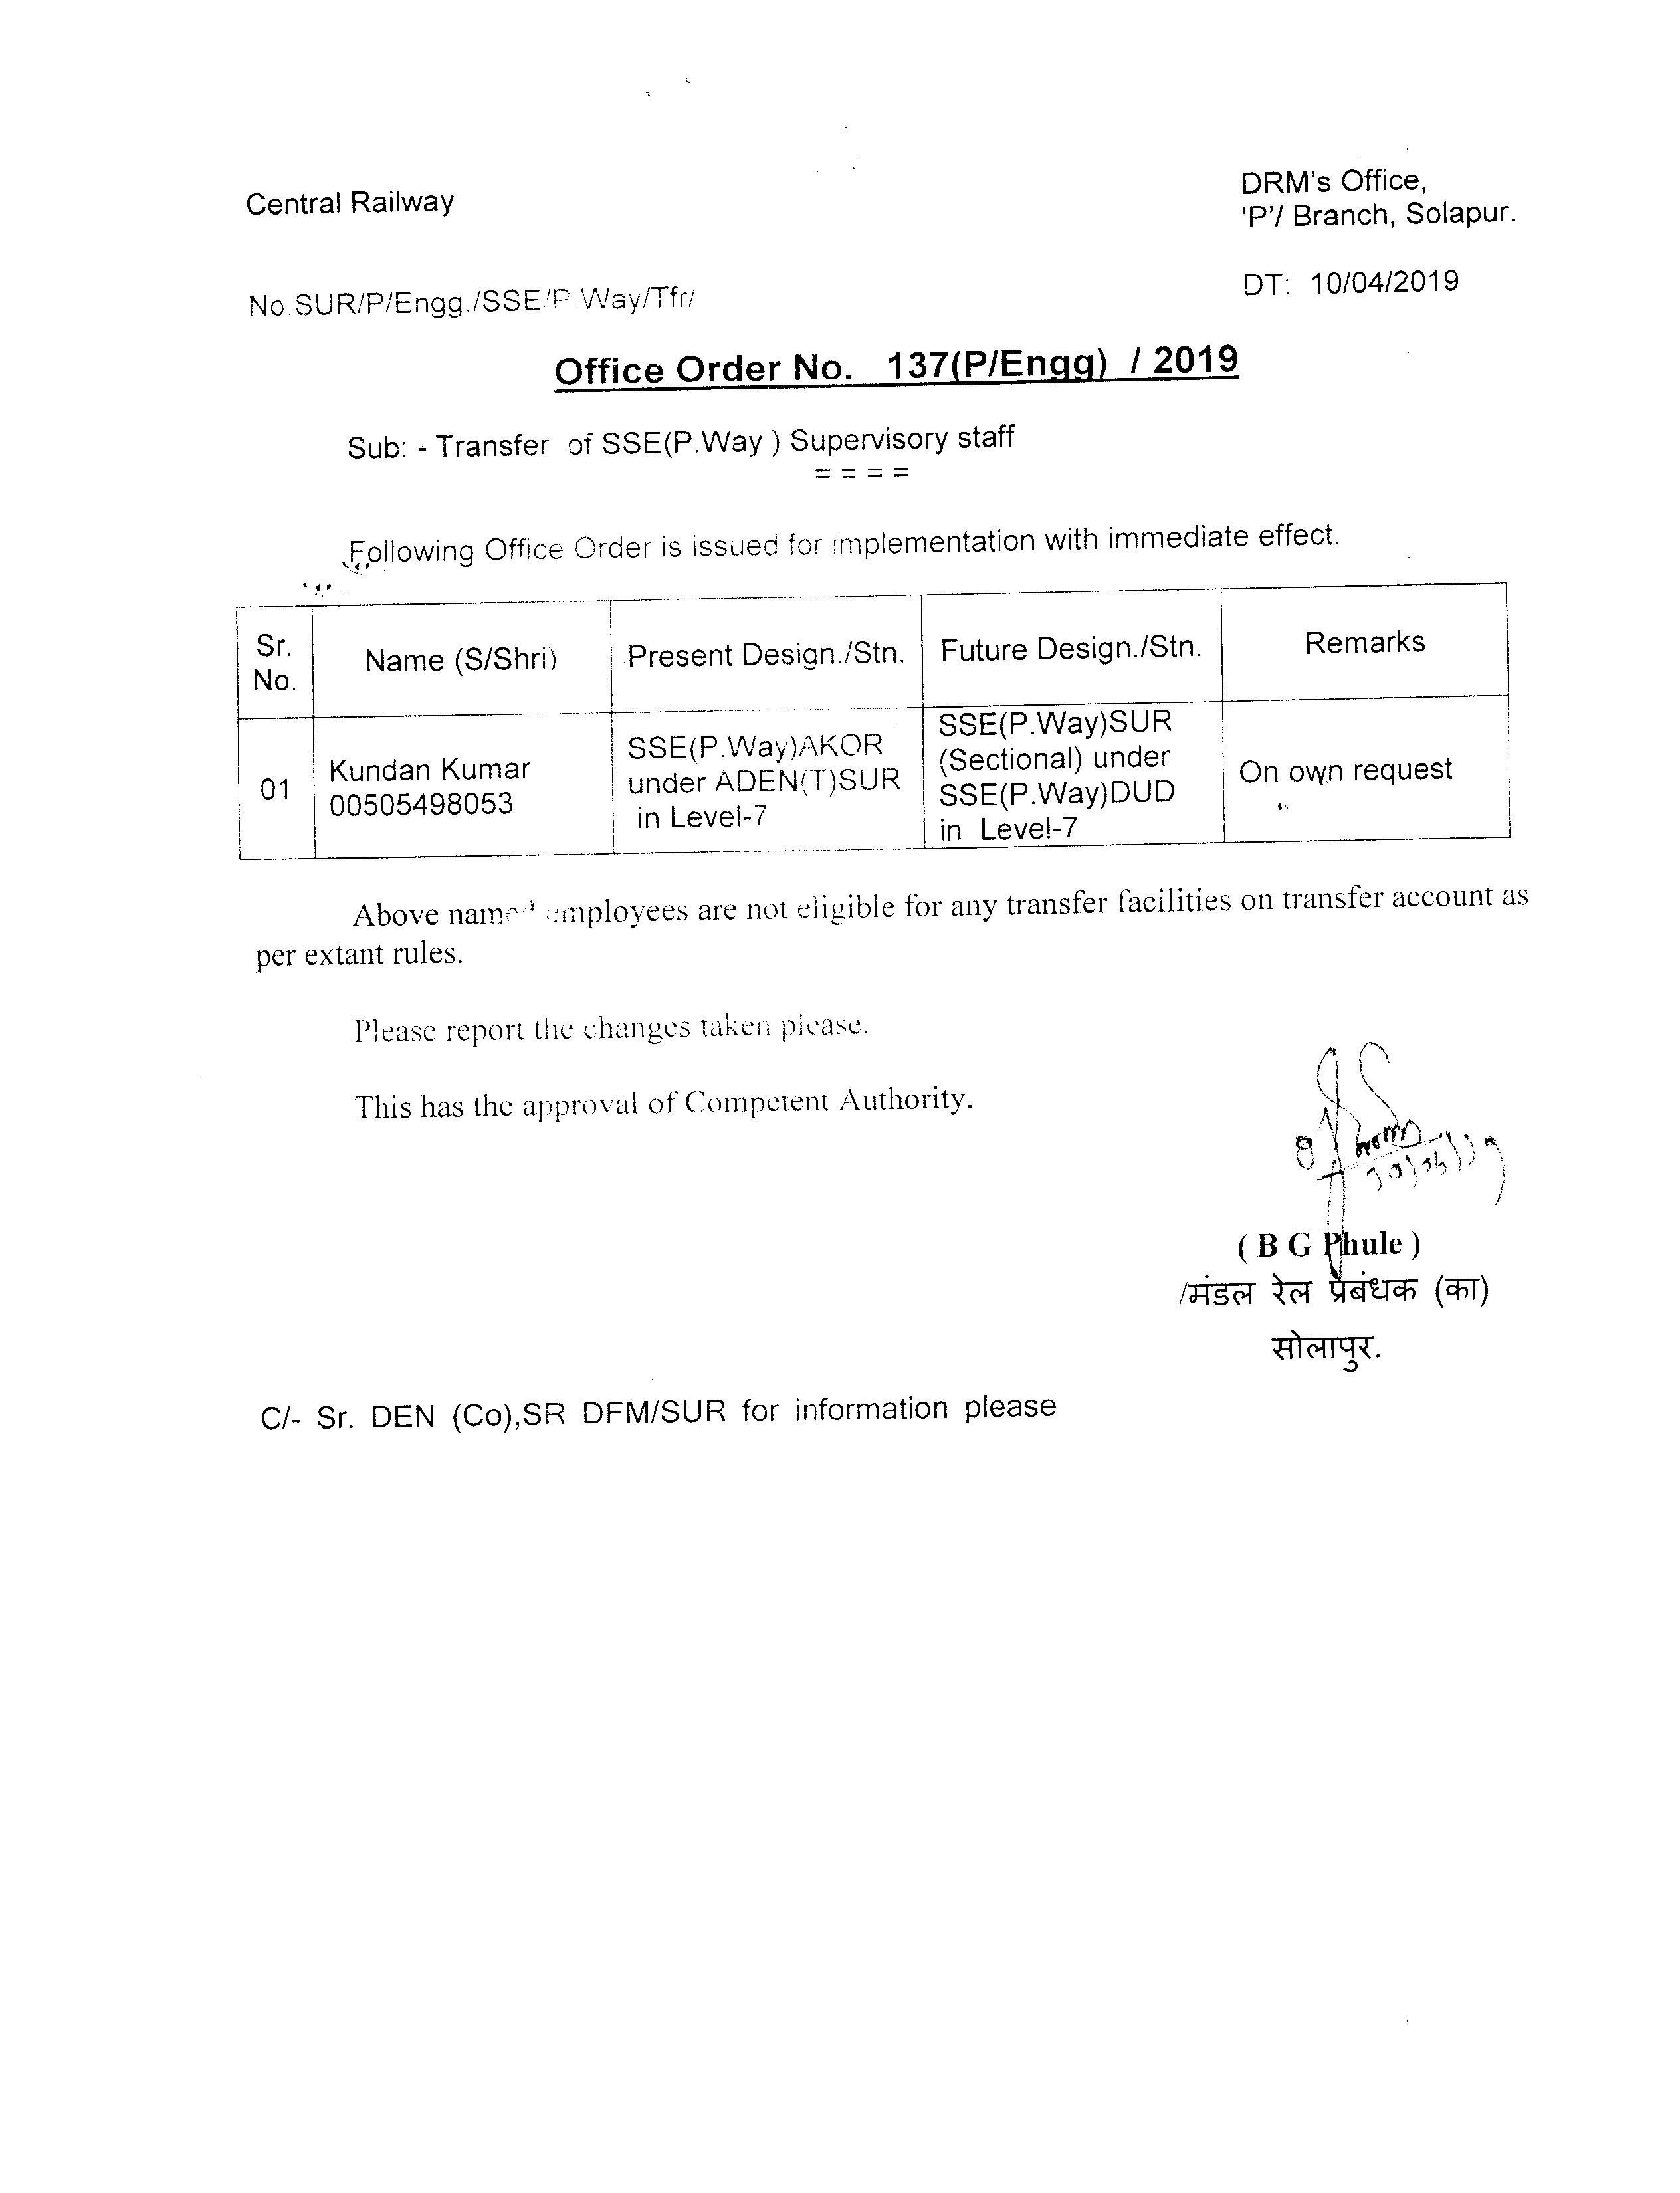 Central Railway
DRM's Office,
'P'/ Branch, Solapur.
No.SUR/P/Engg./SSE/P.Way/Tfr/
DT: 10/04/2019
Office Order No. 137(P/Engg) / 2019
Sub: - Transfer of SSE(P.Way ) Supervisory staff
= = = =
Following Office Order is issued for implementation with immediate effect.
Sr. No.
Name (S/Shri)
Present Design./Stn.
Future Design./Stn.
Remarks
01
Kundan Kumar
00505498053
SSE(P.Way)AKOR
under ADEN(T)SUR
in Level-7
SSE(P.Way)SUR
(Sectional) under
SSE(P.Way)DUD
in Level-7
On own request
Above named employees are not eligible for any transfer facilities on transfer account as
per extant rules.
Please report the changes taken please.
This has the approval of Competent Authority.
( B G Phule )
/मंडल रेल प्रबंधक (का)
सोलापुर.
C/- Sr. DEN (Co),SR DFM/SUR for information please